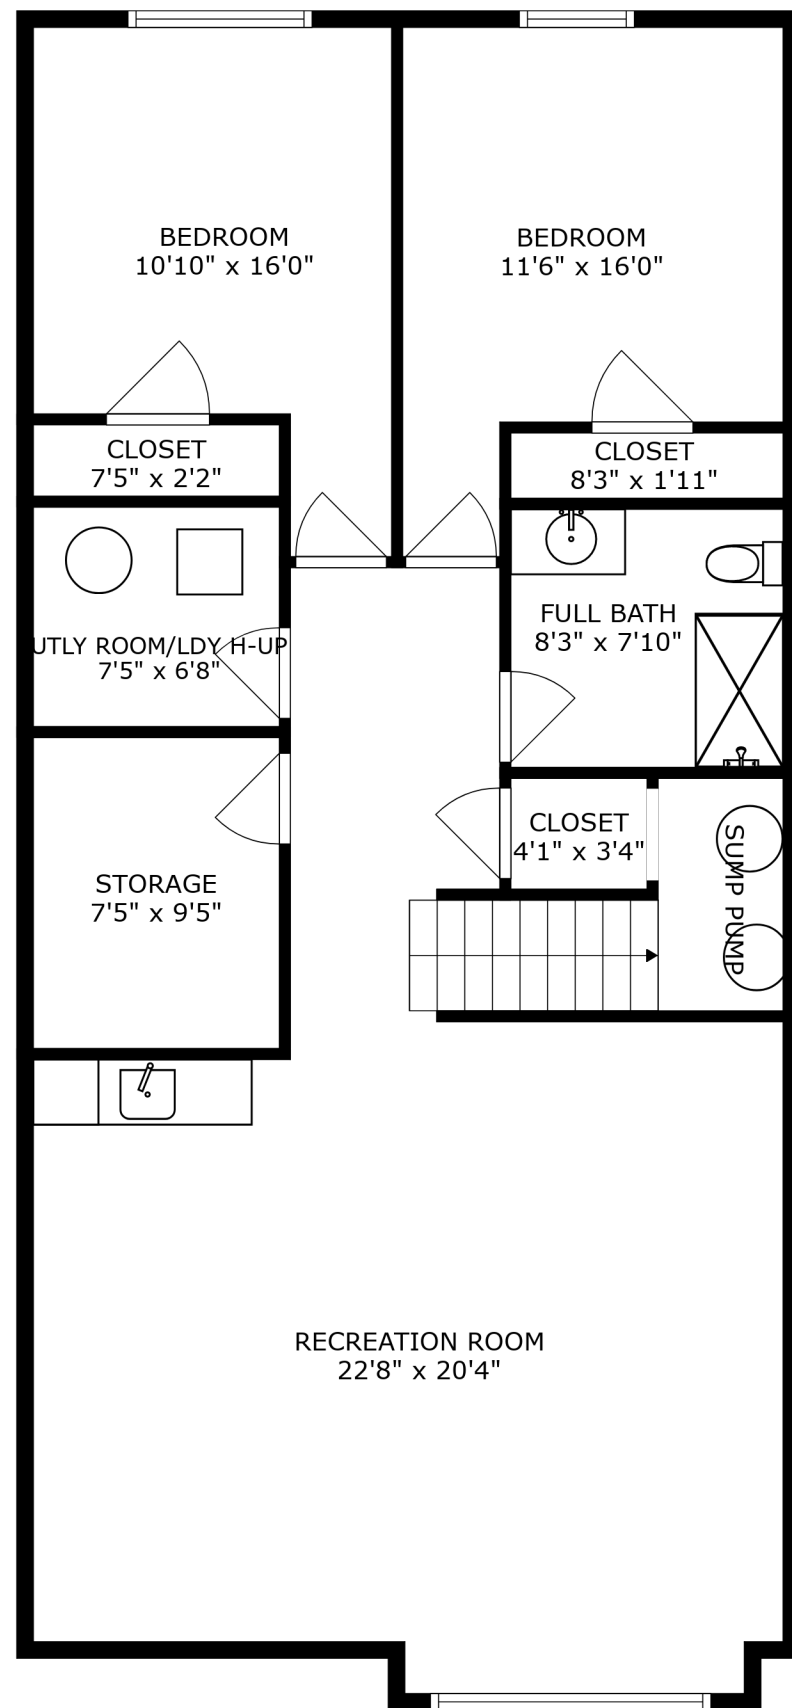 BEDROOM
10'10" x 16'0"
BEDROOM
11'6" x 16'0"
CLOSET
7'5" x 2'2"
CLOSET
8'3" x 1'11"
UTLY ROOM/LDY H-UP
7'5" x 6'8"
FULL BATH
8'3" x 7'10"
STORAGE
7'5" x 9'5"
CLOSET
4'1" x 3'4"
SUMP PUMP
RECREATION ROOM
22'8" x 20'4"